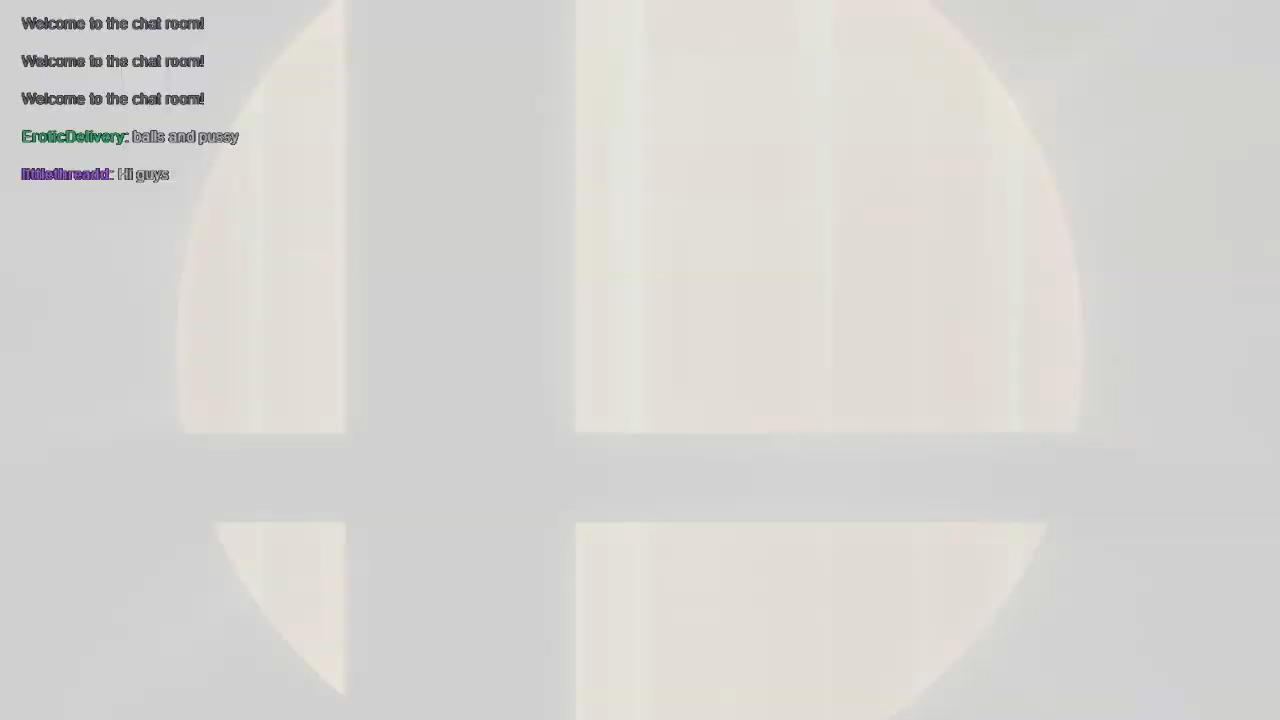 Welcome to the chat room!
Welcome to the chat room!
Welcome to the chat room!
EroticDelivery: balls and pussy
littlethreadd: Hi guys